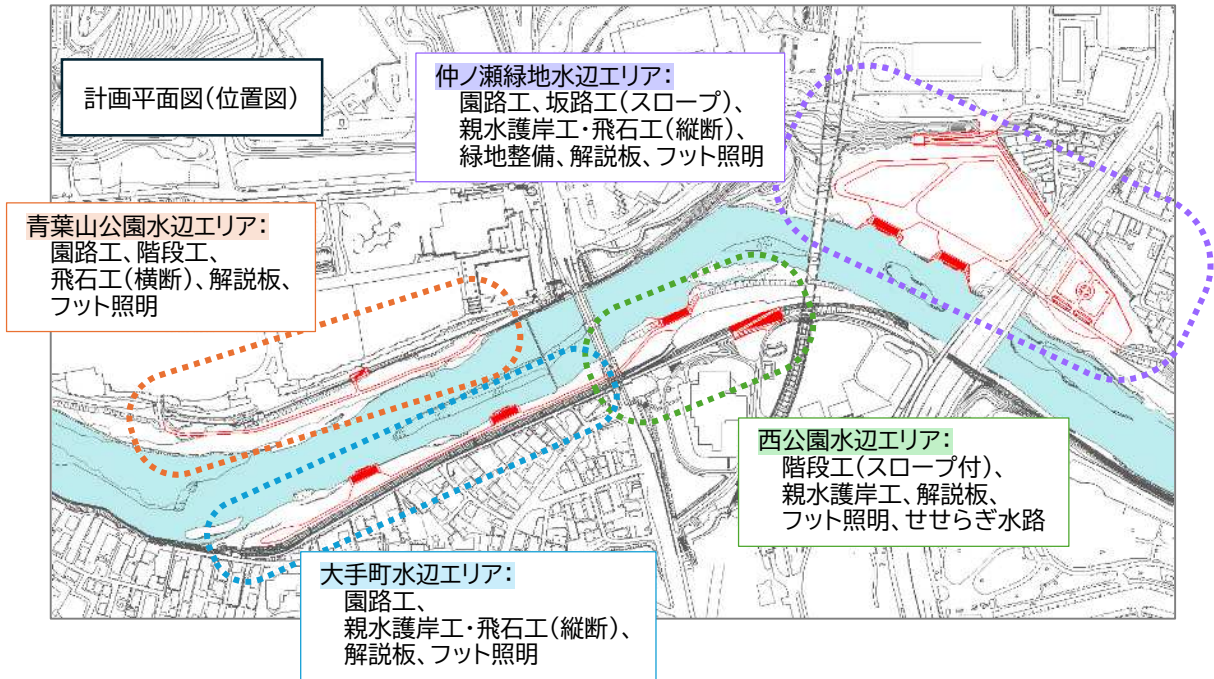 計画平面図(位置図)
仲ノ瀬緑地水辺エリア:
園路工、坂路工(スロープ)、
親水護岸工・飛石工(縦断)、
緑地整備、解説板、フット照明
青葉山公園水辺エリア:
園路工、階段工、
飛石工(横断)、解説板、
フット照明
西公園水辺エリア:
階段工(スロープ付)、
親水護岸工、解説板、
フット照明、せせらぎ水路
大手町水辺エリア:
園路工、
親水護岸工・飛石工(縦断)、
解説板、フット照明